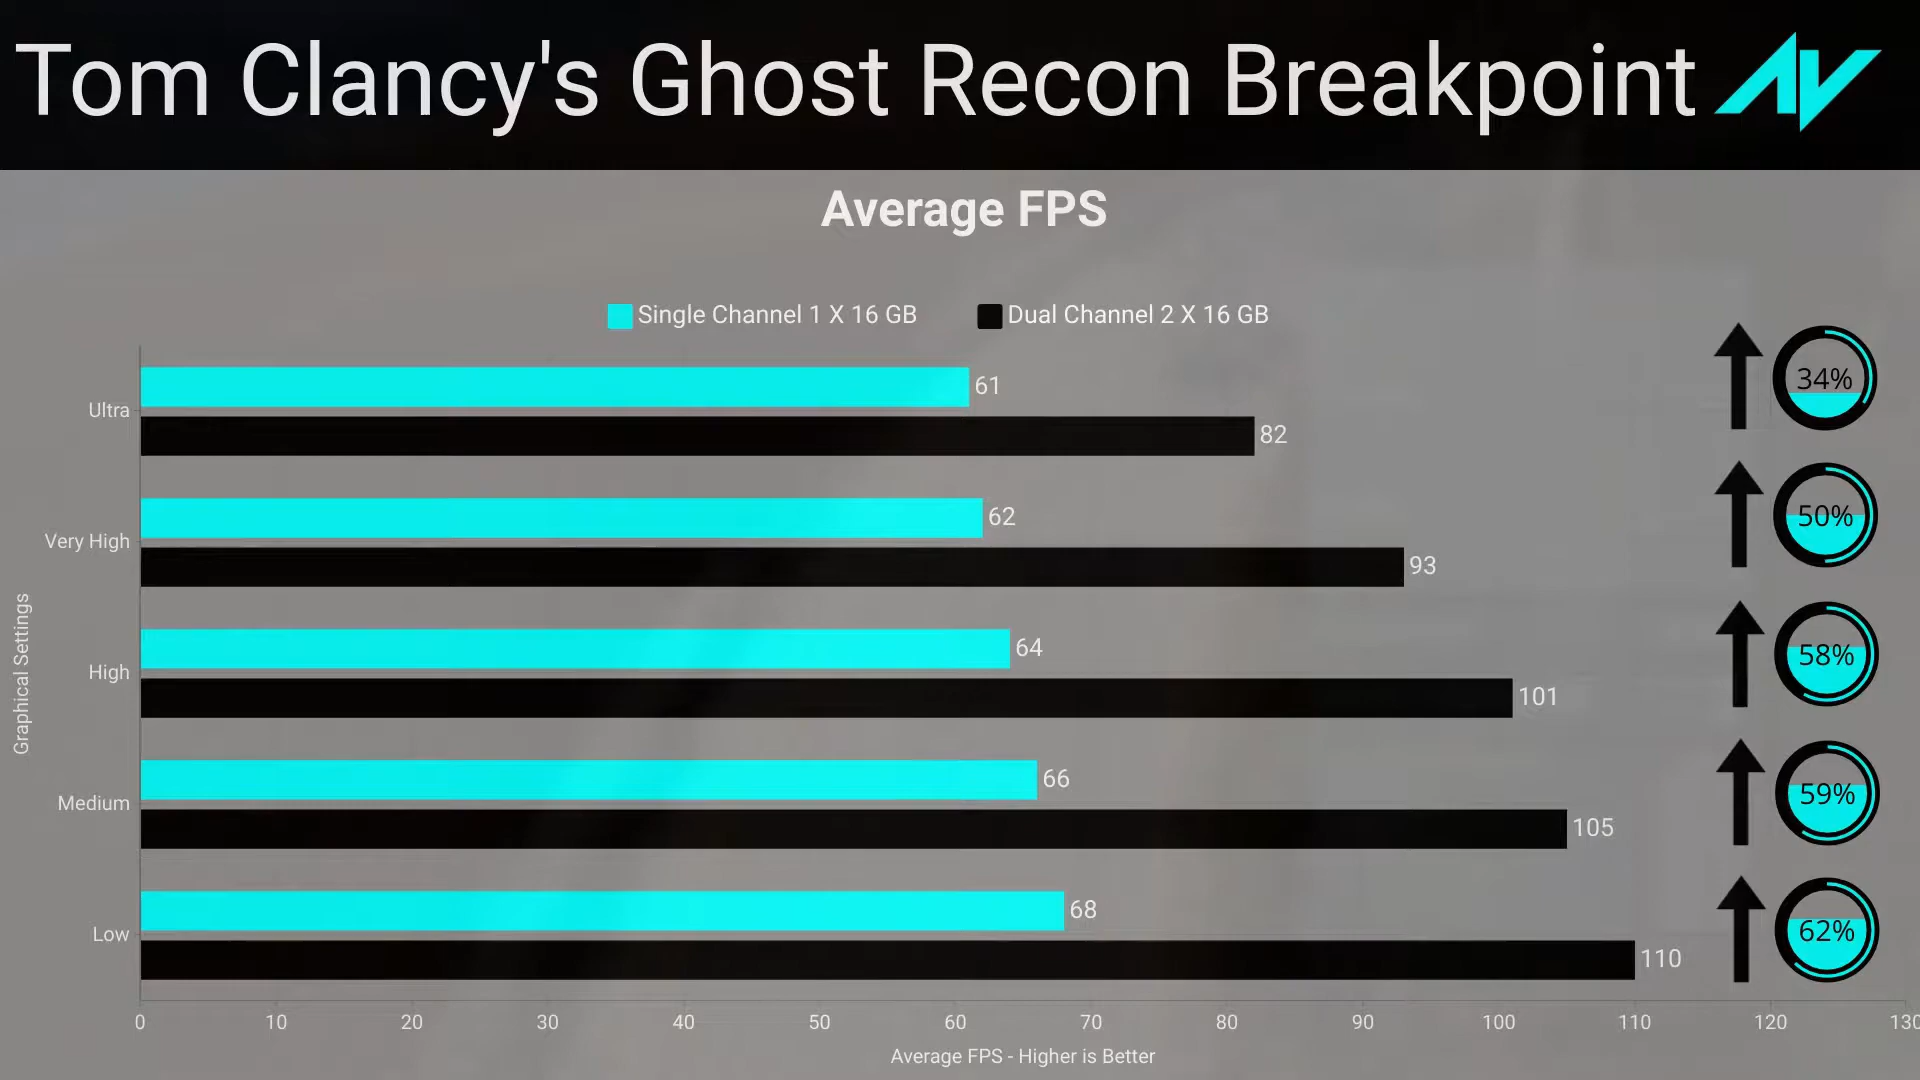 Tom Clancy's Ghost Recon Breakpoint
Average FPS
Single Channel 1 X 16 GB
Dual Channel 2 X 16 GB
Graphical Settings
Ultra
61
82
34%
Very High
62
93
50%
High
64
101
58%
Medium
66
105
59%
Low
68
110
62%
0 10 20 30 40 50 60 70 80 90 100 110 120 130
Average FPS - Higher is Better